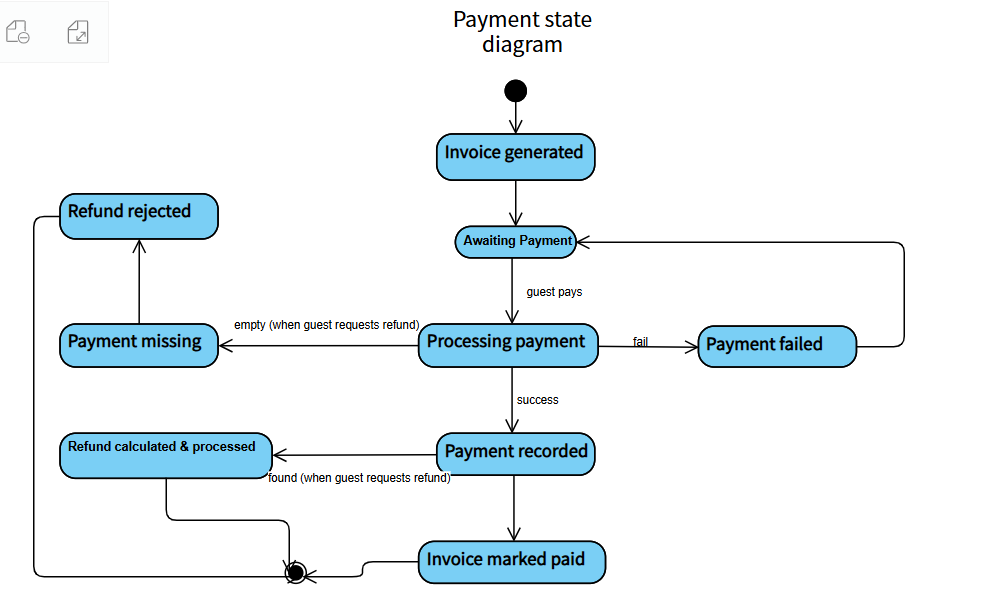 Payment state
diagram
Invoice generated
Refund rejected
Awaiting Payment
guest pays
empty (when guest requests refund)
Payment missing
Processing payment
fail
Payment failed
success
Refund calculated & processed
Payment recorded
found (when guest requests refund)
Invoice marked paid